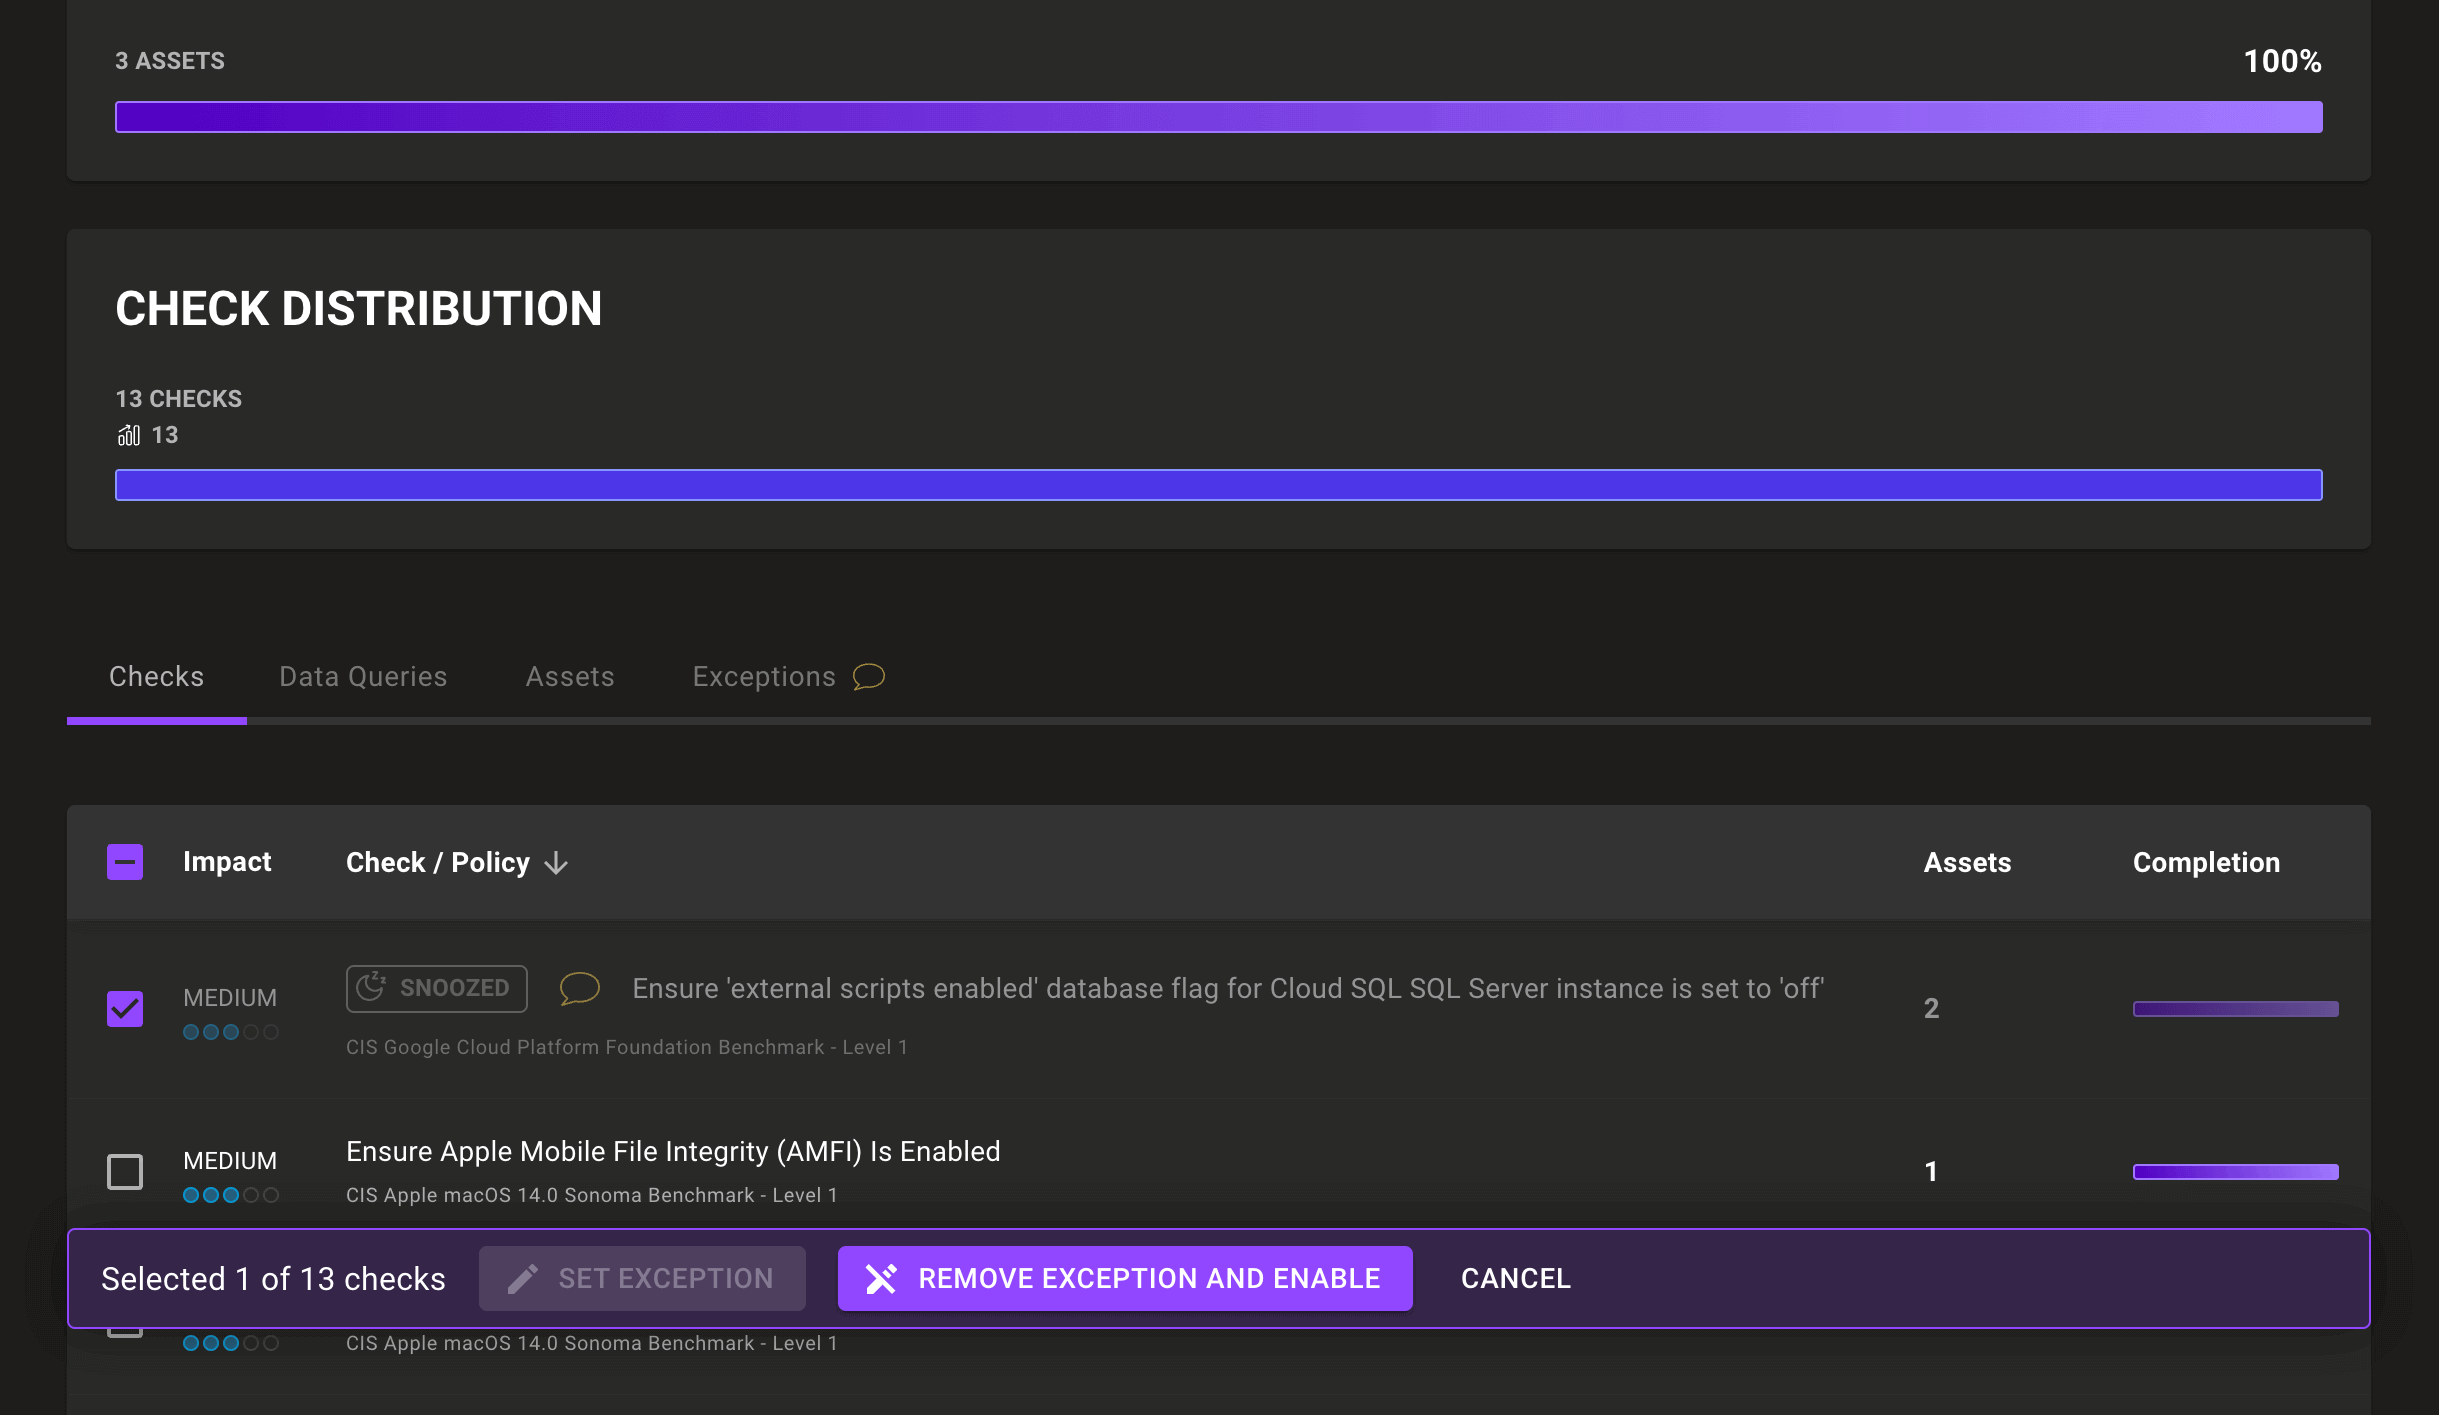 3 ASSETS
100%
CHECK DISTRIBUTION
13 CHECKS
13
Checks
Data Queries
Assets
Exceptions
Impact
Check / Policy
Assets
Completion
MEDIUM
SNOOZED
Ensure 'external scripts enabled' database flag for Cloud SQL SQL Server instance is set to 'off'
2
CIS Google Cloud Platform Foundation Benchmark - Level 1
MEDIUM
Ensure Apple Mobile File Integrity (AMFI) Is Enabled
1
CIS Apple macOS 14.0 Sonoma Benchmark - Level 1
Selected 1 of 13 checks
SET EXCEPTION
REMOVE EXCEPTION AND ENABLE
CANCEL
CIS Apple macOS 14.0 Sonoma Benchmark - Level 1